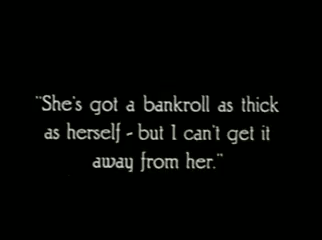 "She's got a bankroll as thick
as herself - but I can't get it
away from her."